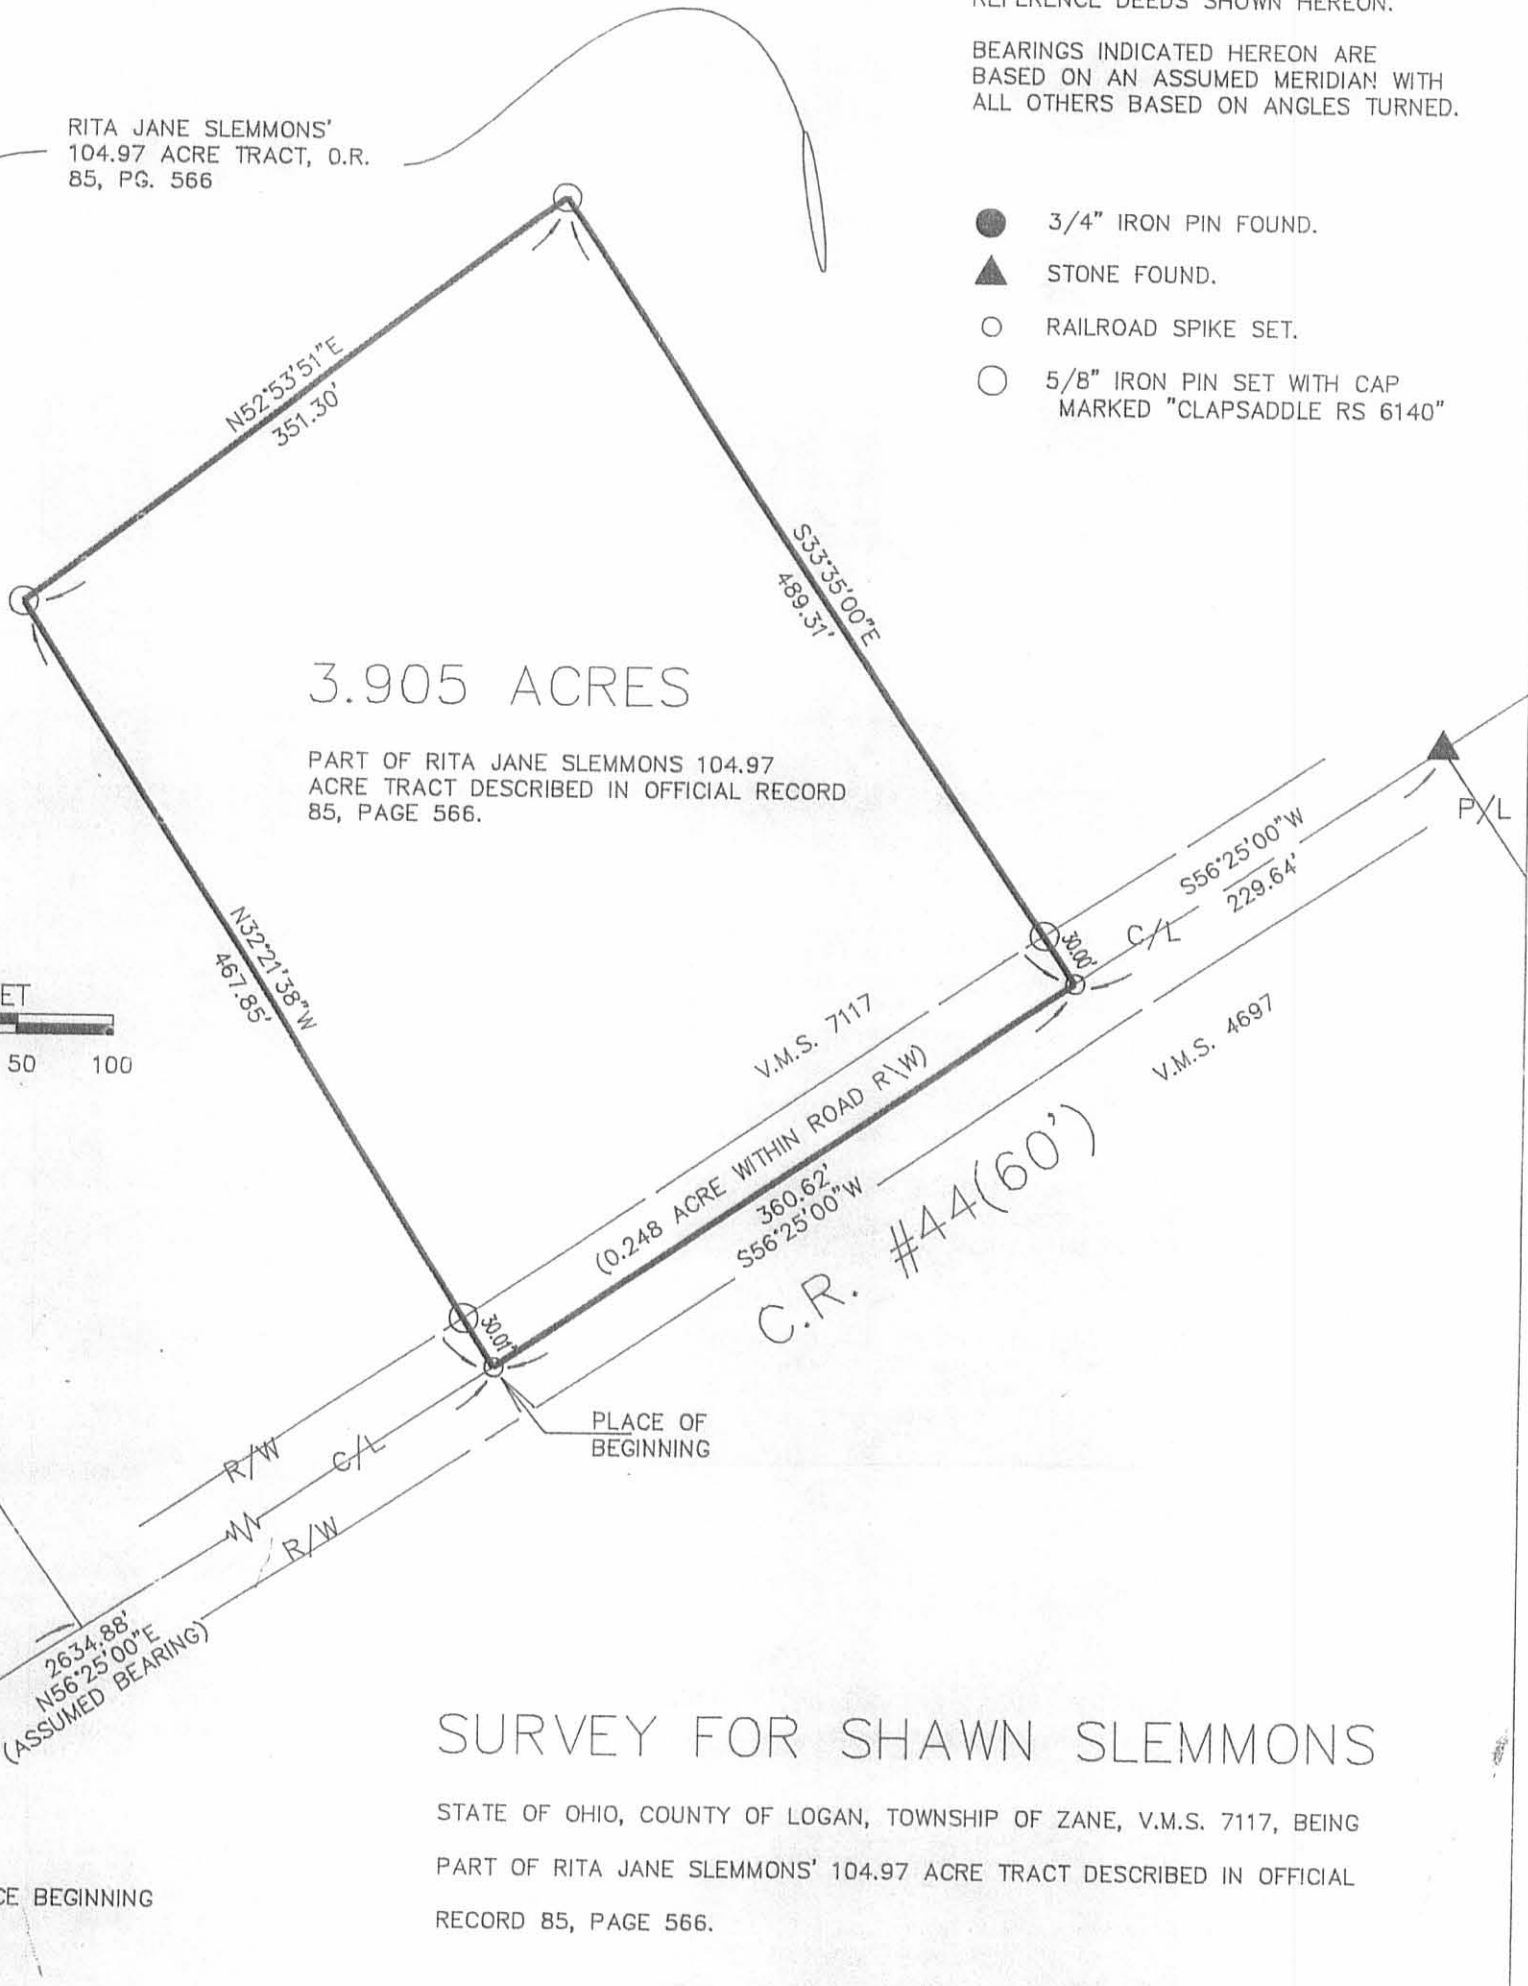 REFERENCE DEEDS SHOWN HEREON.
BEARINGS INDICATED HEREON ARE
BASED ON AN ASSUMED MERIDIAN WITH
ALL OTHERS BASED ON ANGLES TURNED.
RITA JANE SLEMMONS'
104.97 ACRE TRACT, O.R.
85, PG. 566
3/4" IRON PIN FOUND.
STONE FOUND.
RAILROAD SPIKE SET.
5/8" IRON PIN SET WITH CAP
MARKED "CLAPSADDLE RS 6140"
N52°53'51"E
351.30'
S33°35'00"E
489.31'
3.905 ACRES
PART OF RITA JANE SLEMMONS 104.97
ACRE TRACT DESCRIBED IN OFFICIAL RECORD
85, PAGE 566.
P/L
S56°25'00"W
229.64'
C/L
30.00'
N32°21'38"W
467.85'
ET
50 100
V.M.S. 7117
V.M.S. 4697
(0.248 ACRE WITHIN ROAD R\W)
360.62'
S56°25'00"W
C.R. #44(60')
30.01'
PLACE OF
BEGINNING
R/W
C/L
R/W
2634.88'
N56°25'00"E
(ASSUMED BEARING)
SURVEY FOR SHAWN SLEMMONS
STATE OF OHIO, COUNTY OF LOGAN, TOWNSHIP OF ZANE, V.M.S. 7117, BEING
PART OF RITA JANE SLEMMONS' 104.97 ACRE TRACT DESCRIBED IN OFFICIAL
RECORD 85, PAGE 566.
CE BEGINNING